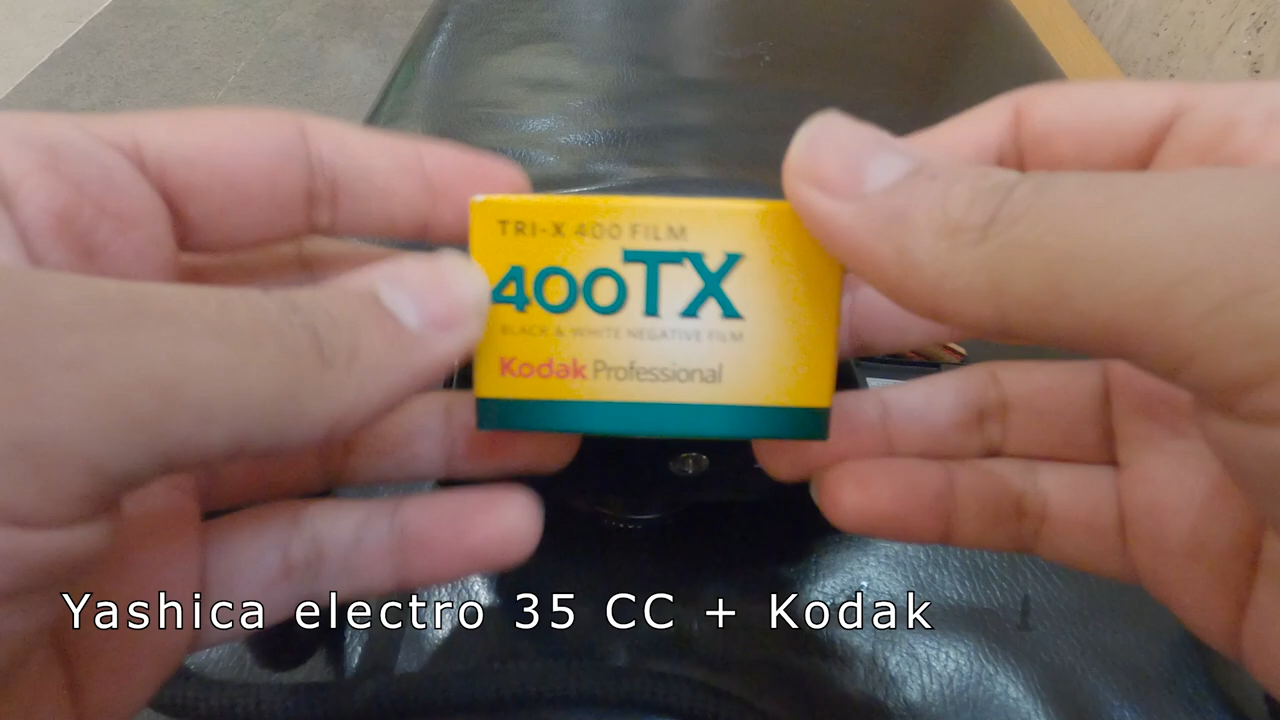 TRI-X 400 FILM
400TX
BLACK & WHITE NEGATIVE FILM
Kodak Professional
Yashica electro 35 CC + Kodak